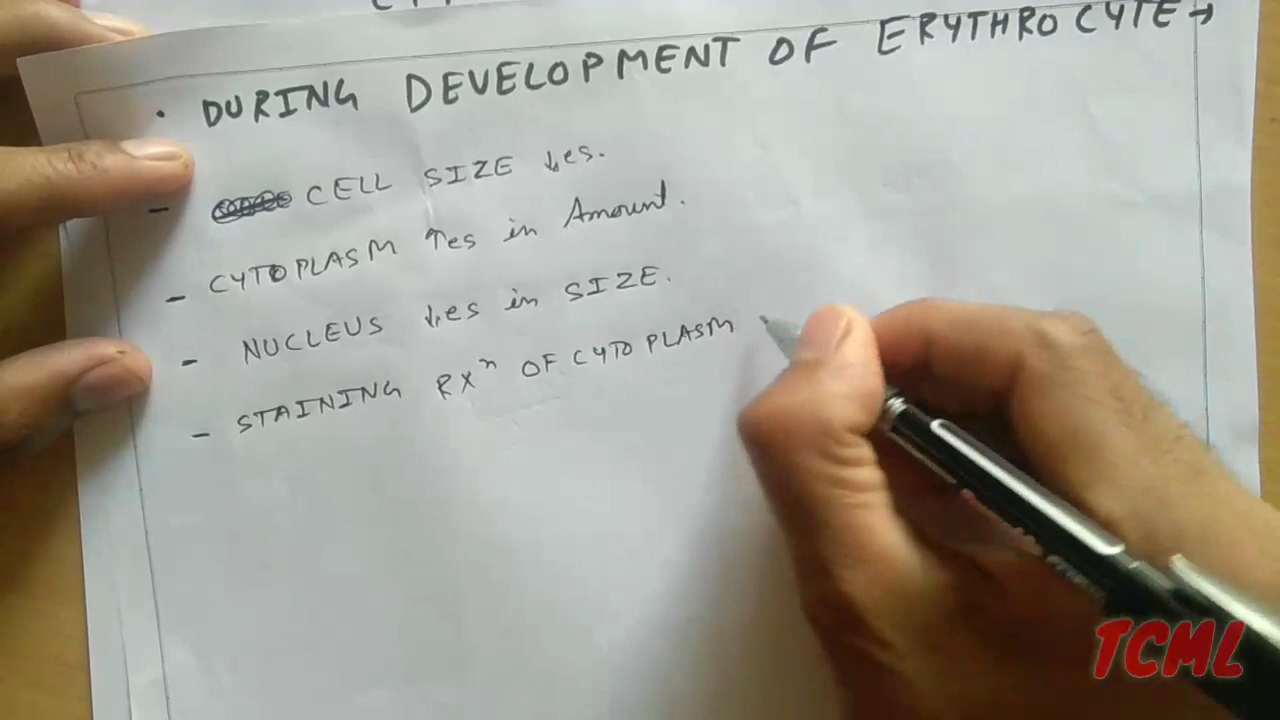 • DURING DEVELOPMENT OF ERYTHROCYTE →
- CELL SIZE ↓es.
- CYTOPLASM ↑es in Amount.
- NUCLEUS ↓es in SIZE.
- STAINING RXⁿ OF CYTOPLASM
TCML